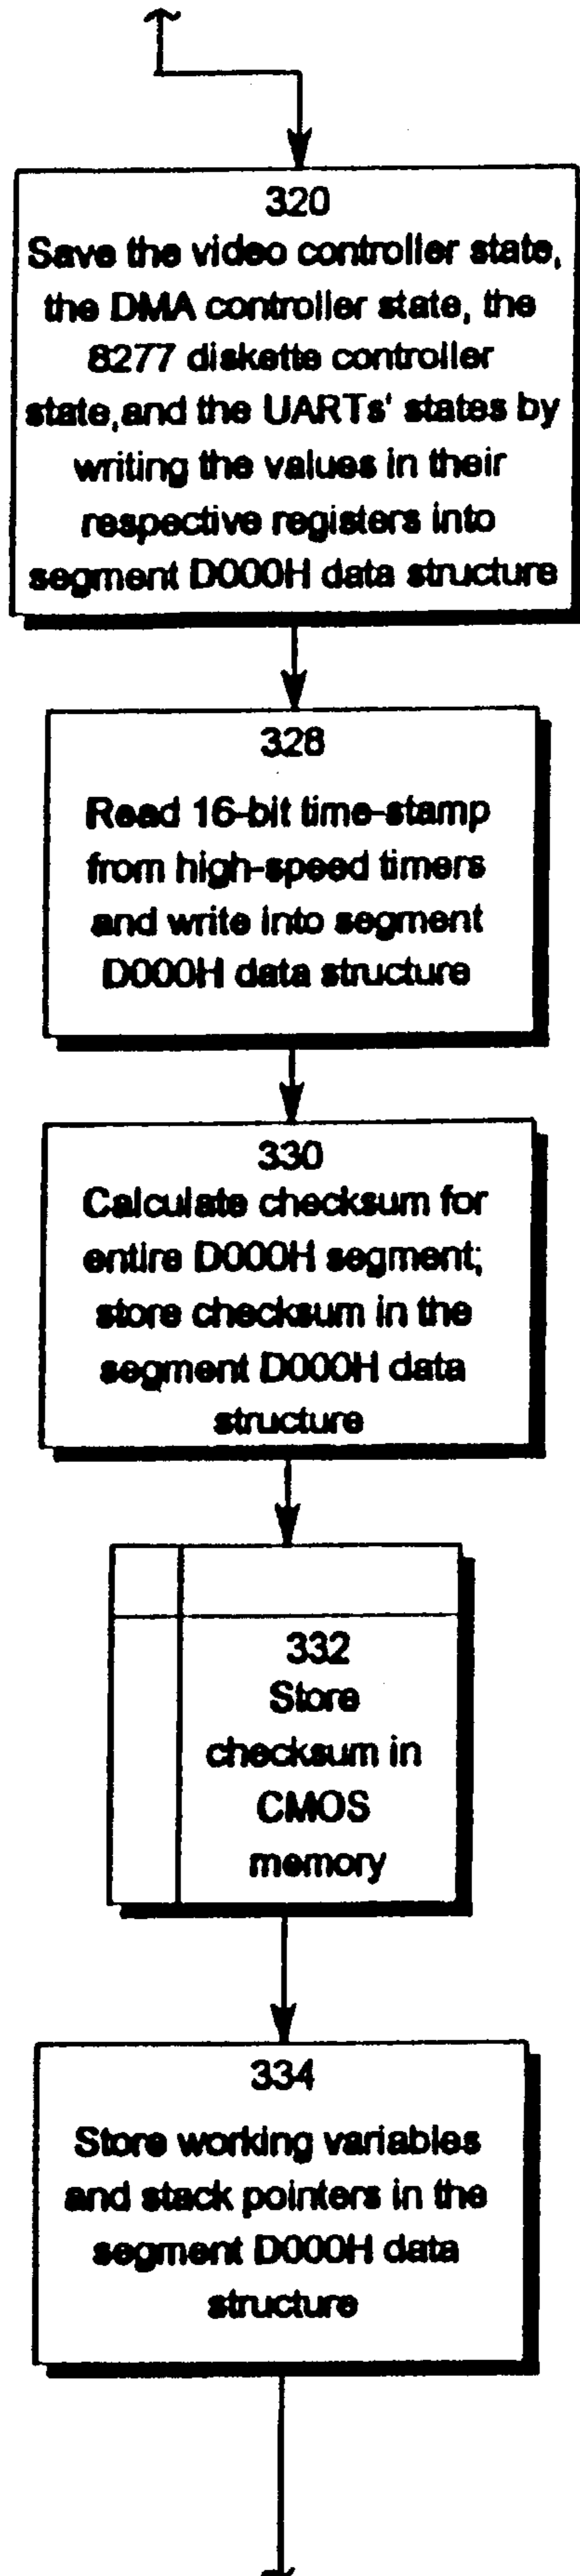 320
Save the video controller state,
the DMA controller state, the
8277 diskette controller
state,and the UARTs' states by
writing the values in their
respective registers into
segment D000H data structure
328
Read 16-bit time-stamp
from high-speed timers
and write into segment
D000H data structure
330
Calculate checksum for
entire D000H segment;
store checksum in the
segment D000H data
structure
332
Store
checksum in
CMOS
memory
334
Store working variables
and stack pointers in the
segment D000H data
structure